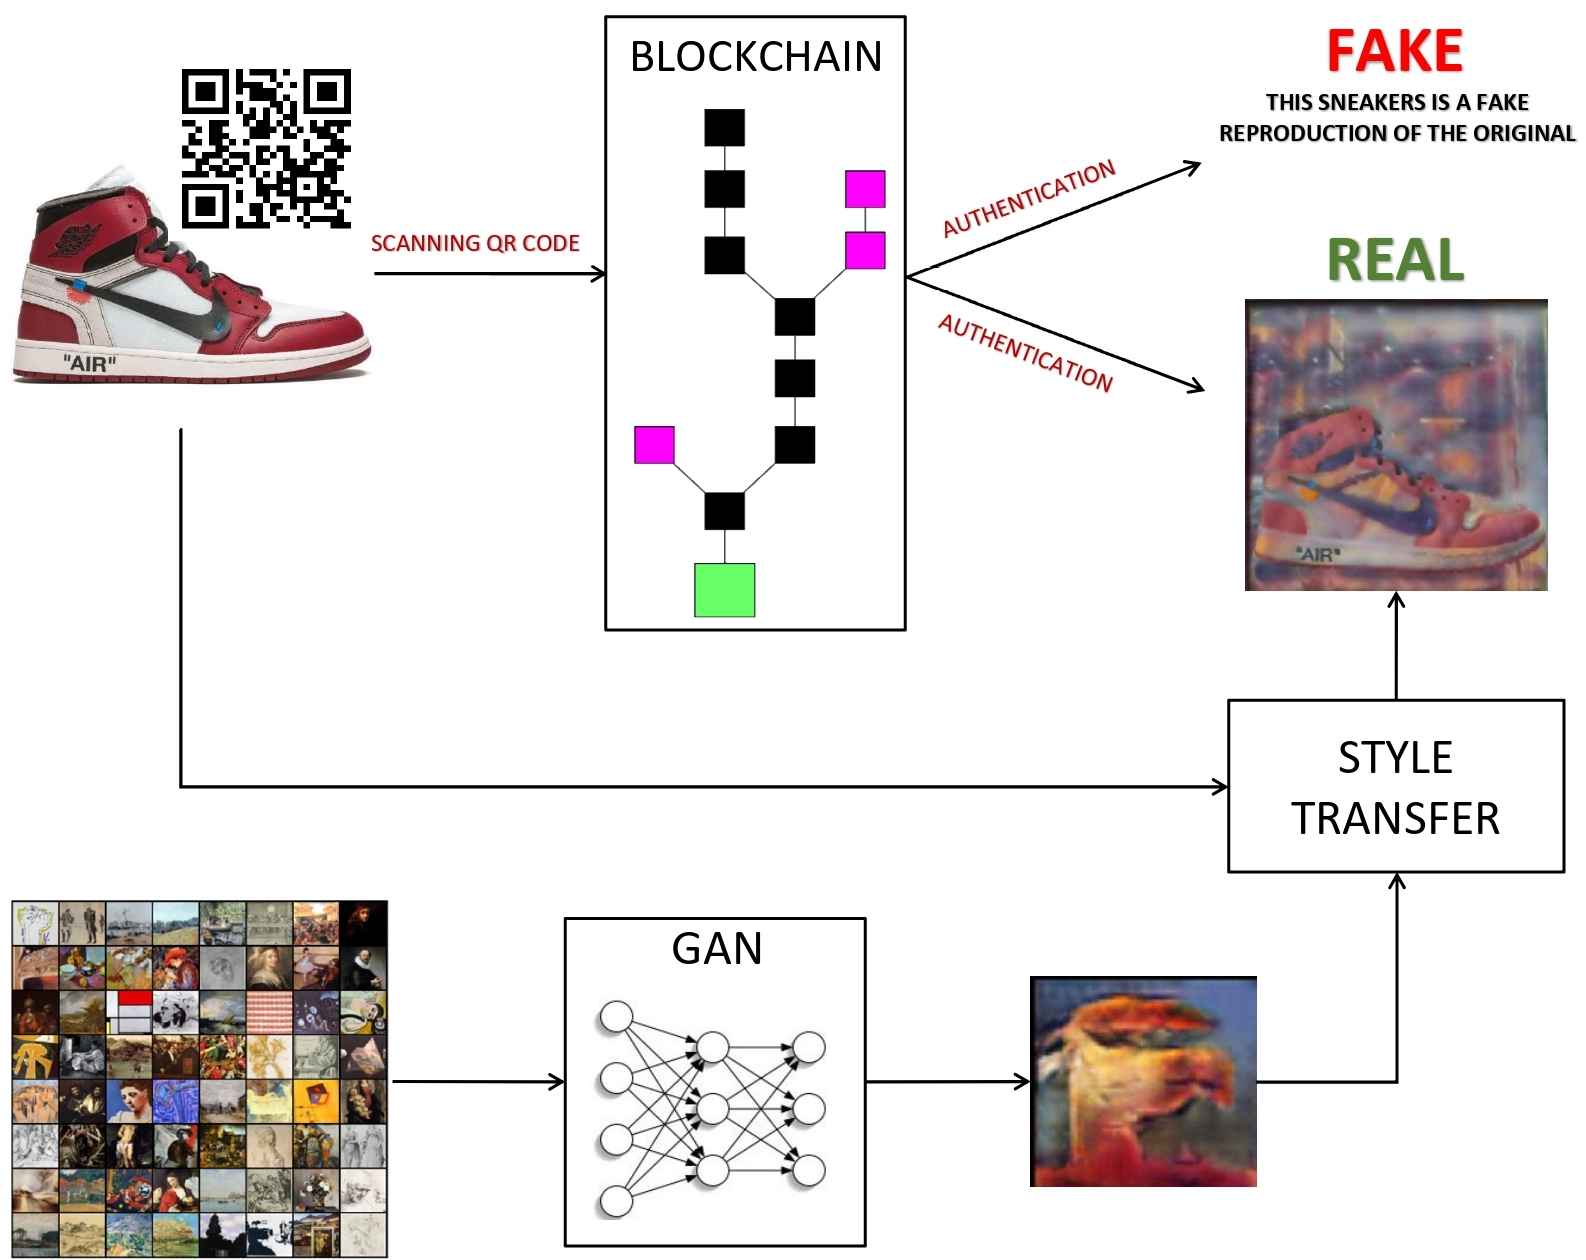 BLOCKCHAIN
FAKE
THIS SNEAKERS IS A FAKE
REPRODUCTION OF THE ORIGINAL
AUTHENTICATION
SCANNING QR CODE
REAL
AUTHENTICATION
"AIR"
"AIR"
STYLE
TRANSFER
GAN